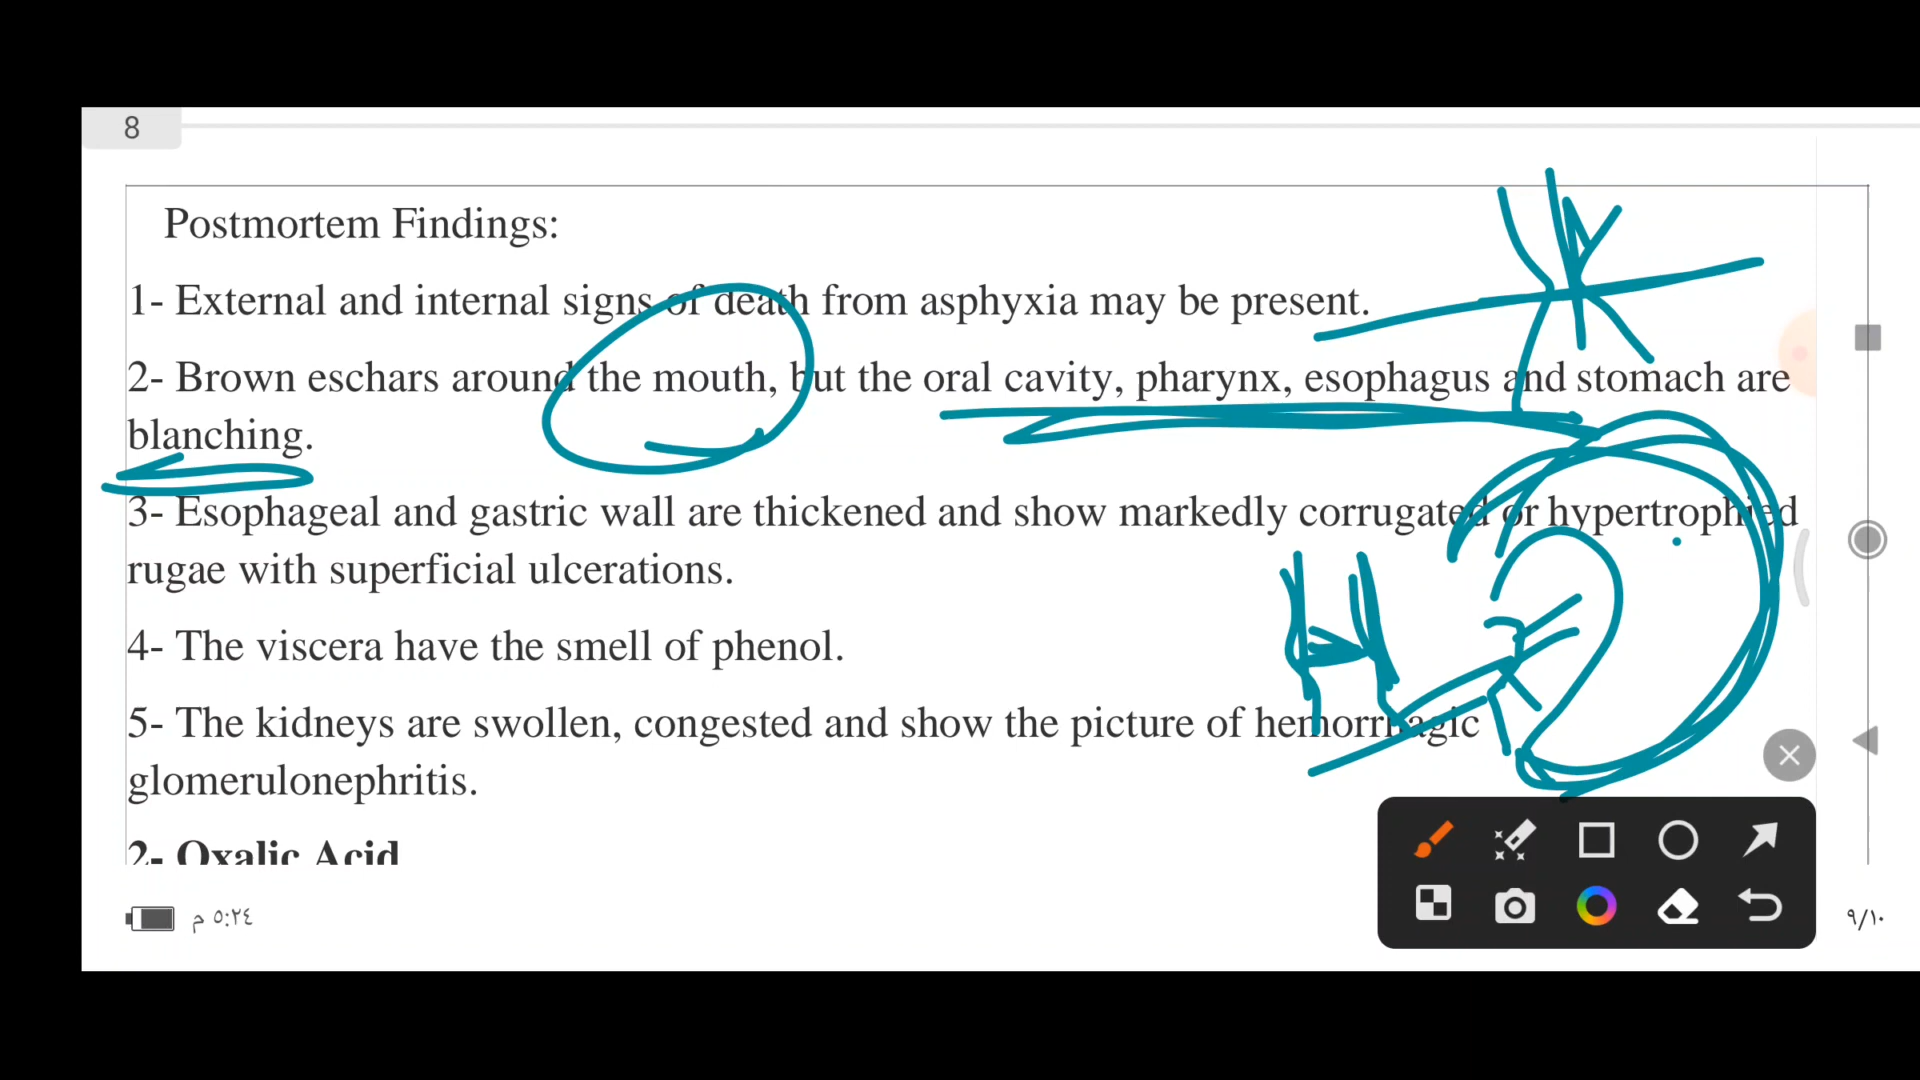 8
Postmortem Findings:
1- External and internal signs of death from asphyxia may be present.
2- Brown eschars around the mouth, but the oral cavity, pharynx, esophagus and stomach are
blanching.
3- Esophageal and gastric wall are thickened and show markedly corrugated or hypertrophied
rugae with superficial ulcerations.
4- The viscera have the smell of phenol.
5- The kidneys are swollen, congested and show the picture of hemorrhagic
glomerulonephritis.
2- Oxalic Acid
٥:٢٤ م
٩/١٠